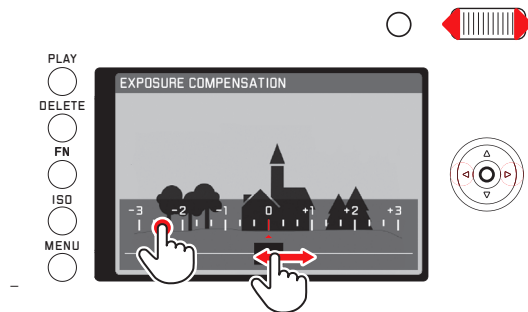 PLAY
EXPOSURE COMPENSATION
DELETE
FN
ISO
-3 -2 -1 0 +1 +2 +3
MENU